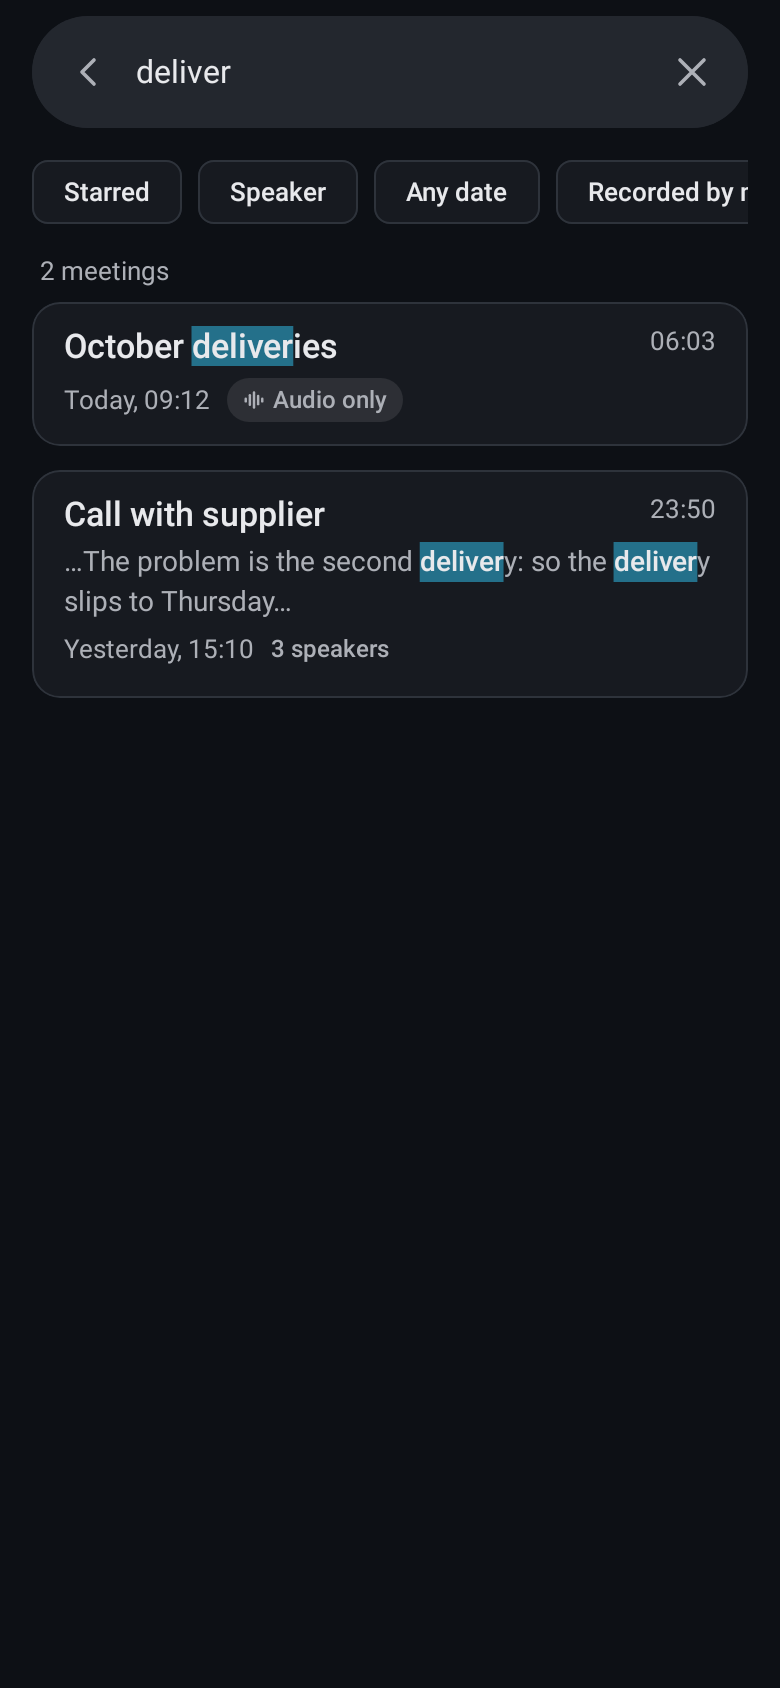 deliver
Starred
Speaker
Any date
Recorded by
2 meetings
October deliveries
06:03
Today, 09:12
Audio only
Call with supplier
23:50
…The problem is the second delivery: so the delivery
slips to Thursday…
Yesterday, 15:10
3 speakers